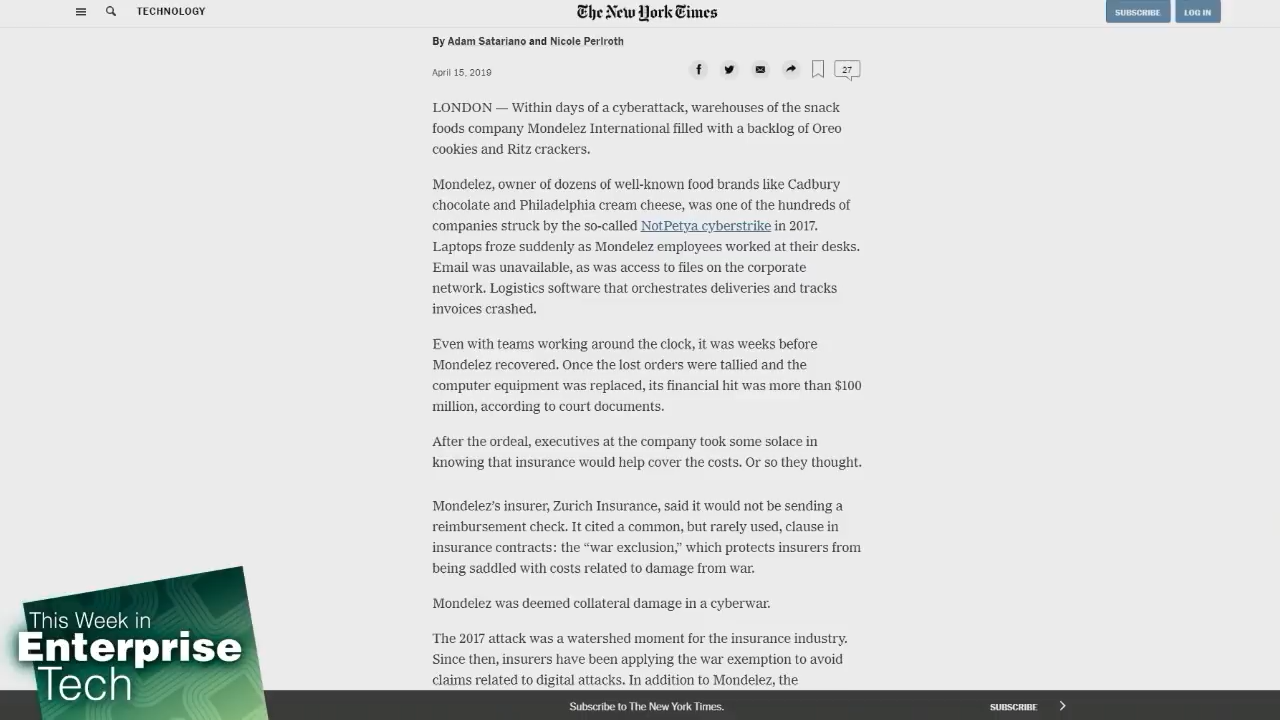 TECHNOLOGY
The New York Times
SUBSCRIBE
LOG IN
By Adam Satariano and Nicole Perlroth
April 15, 2019
27
LONDON — Within days of a cyberattack, warehouses of the snack
foods company Mondelez International filled with a backlog of Oreo
cookies and Ritz crackers.
Mondelez, owner of dozens of well-known food brands like Cadbury
chocolate and Philadelphia cream cheese, was one of the hundreds of
companies struck by the so-called NotPetya cyberstrike in 2017.
Laptops froze suddenly as Mondelez employees worked at their desks.
Email was unavailable, as was access to files on the corporate
network. Logistics software that orchestrates deliveries and tracks
invoices crashed.
Even with teams working around the clock, it was weeks before
Mondelez recovered. Once the lost orders were tallied and the
computer equipment was replaced, its financial hit was more than $100
million, according to court documents.
After the ordeal, executives at the company took some solace in
knowing that insurance would help cover the costs. Or so they thought.
Mondelez’s insurer, Zurich Insurance, said it would not be sending a
reimbursement check. It cited a common, but rarely used, clause in
insurance contracts: the “war exclusion,” which protects insurers from
being saddled with costs related to damage from war.
Mondelez was deemed collateral damage in a cyberwar.
The 2017 attack was a watershed moment for the insurance industry.
Since then, insurers have been applying the war exemption to avoid
claims related to digital attacks. In addition to Mondelez, the
This Week in
Enterprise
Tech
Subscribe to The New York Times.
SUBSCRIBE